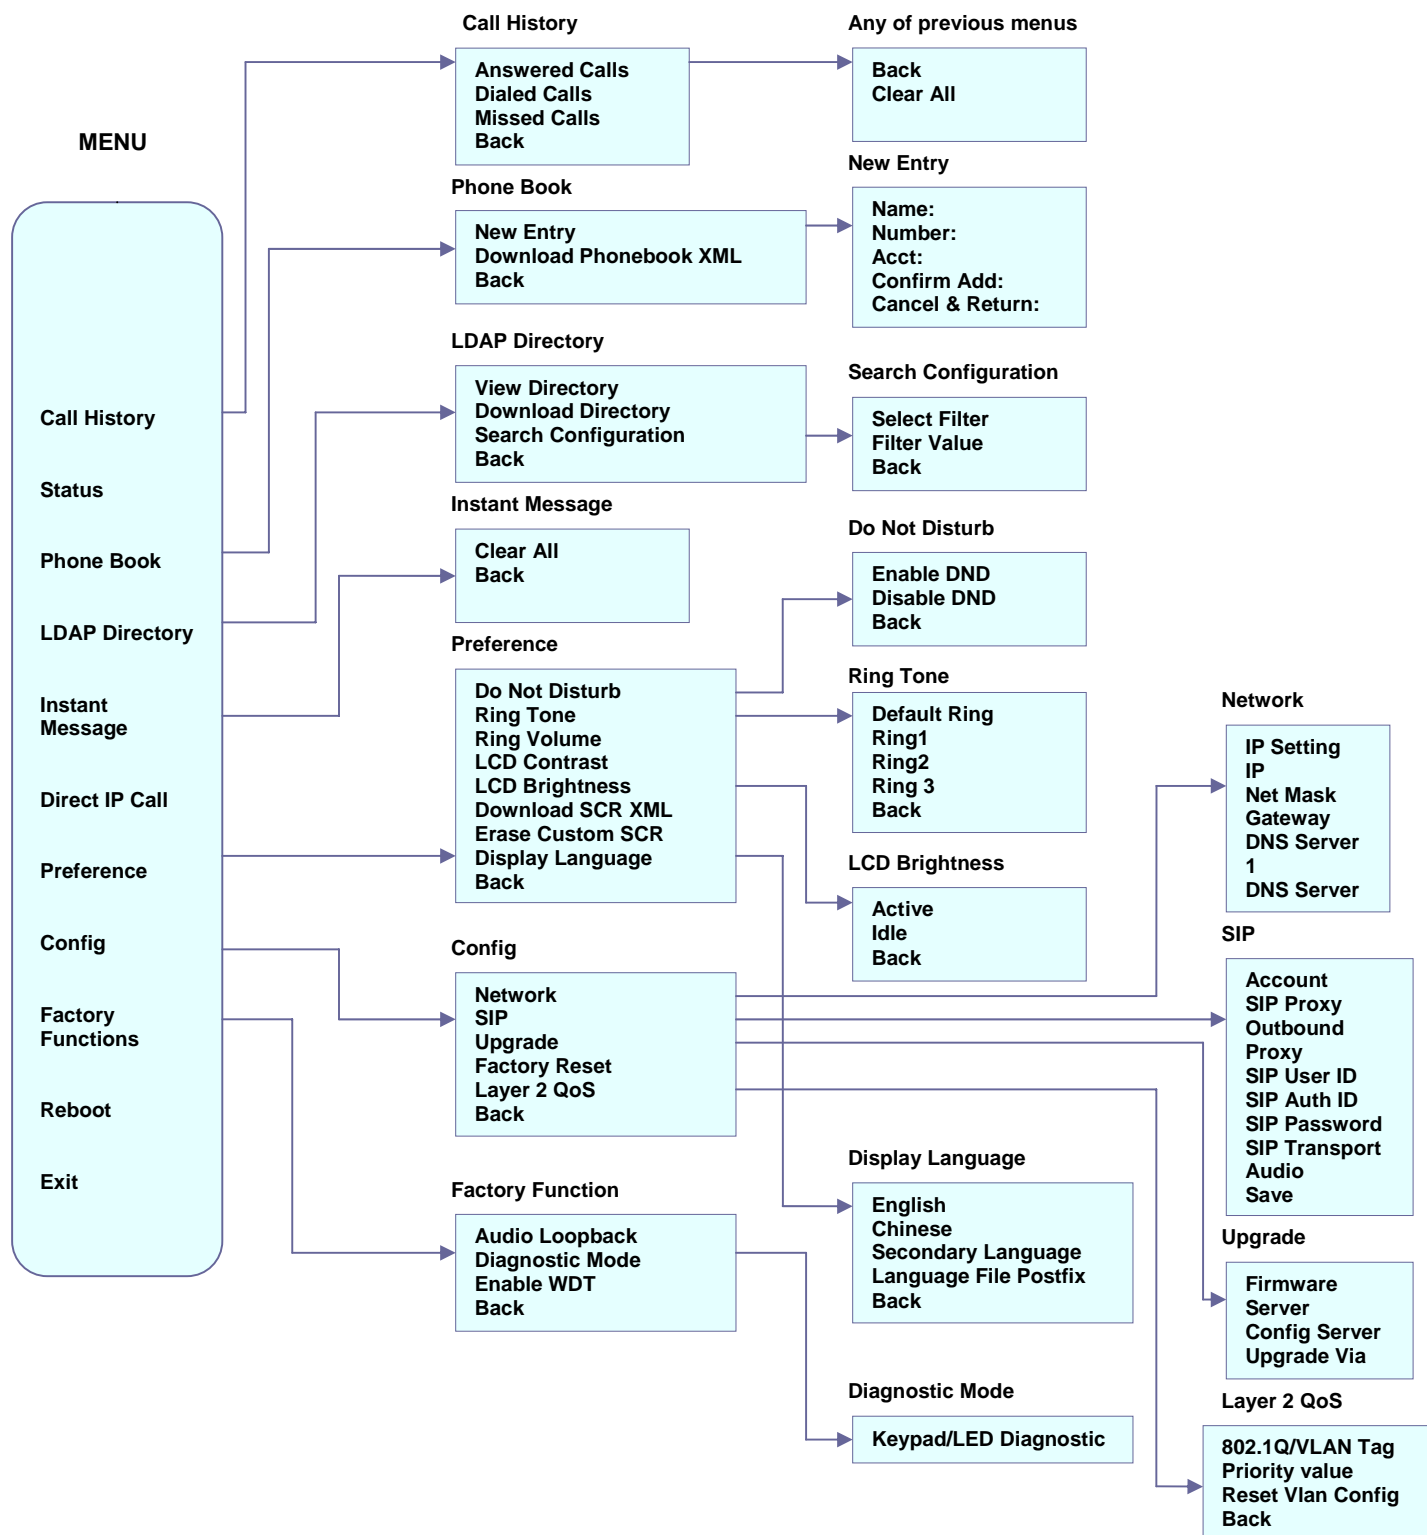 MENU
Call History
Status
Phone Book
LDAP Directory
Instant
Message
Direct IP Call
Preference
Config
Factory
Functions
Reboot
Exit
Call History
Answered Calls
Dialed Calls
Missed Calls
Back
Phone Book
New Entry
Download Phonebook XML
Back
LDAP Directory
View Directory
Download Directory
Search Configuration
Back
Instant Message
Clear All
Back
Preference
Do Not Disturb
Ring Tone
Ring Volume
LCD Contrast
LCD Brightness
Download SCR XML
Erase Custom SCR
Display Language
Back
Config
Network
SIP
Upgrade
Factory Reset
Layer 2 QoS
Back
Factory Function
Audio Loopback
Diagnostic Mode
Enable WDT
Back
Any of previous menus
Back
Clear All
New Entry
Name:
Number:
Acct:
Confirm Add:
Cancel & Return:
Search Configuration
Select Filter
Filter Value
Back
Do Not Disturb
Enable DND
Disable DND
Back
Ring Tone
Default Ring
Ring1
Ring2
Ring 3
Back
LCD Brightness
Active
Idle
Back
Display Language
English
Chinese
Secondary Language
Language File Postfix
Back
Diagnostic Mode
Keypad/LED Diagnostic
Network
IP Setting
IP
Net Mask
Gateway
DNS Server
1
DNS Server
SIP
Account
SIP Proxy
Outbound
Proxy
SIP User ID
SIP Auth ID
SIP Password
SIP Transport
Audio
Save
Upgrade
Firmware
Server
Config Server
Upgrade Via
Layer 2 QoS
802.1Q/VLAN Tag
Priority value
Reset Vlan Config
Back